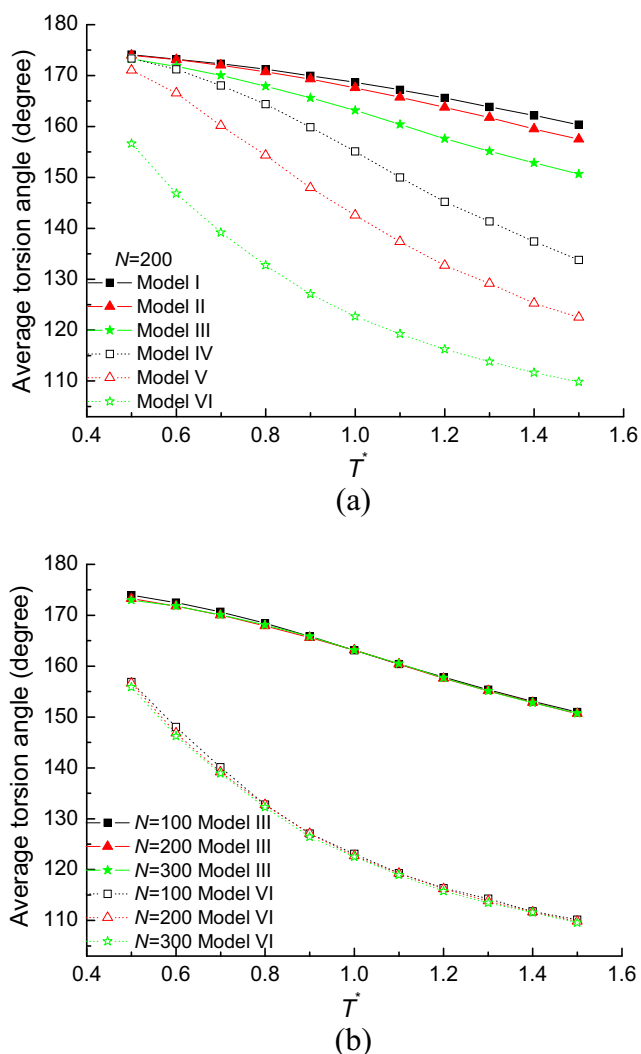 180
170
160
150
140
130
120
110
Average torsion angle (degree)
N=200
Model I
Model II
Model III
Model IV
Model V
Model VI
0.4 0.6 0.8 1.0 1.2 1.4 1.6
T*
(a)
180
170
160
150
140
130
120
110
Average torsion angle (degree)
N=100 Model III
N=200 Model III
N=300 Model III
N=100 Model VI
N=200 Model VI
N=300 Model VI
0.4 0.6 0.8 1.0 1.2 1.4 1.6
T*
(b)